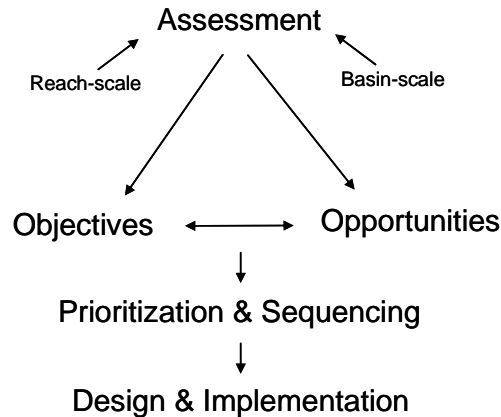 Assessment
Reach-scale
Basin-scale
Objectives
Opportunities
Prioritization & Sequencing
Design & Implementation